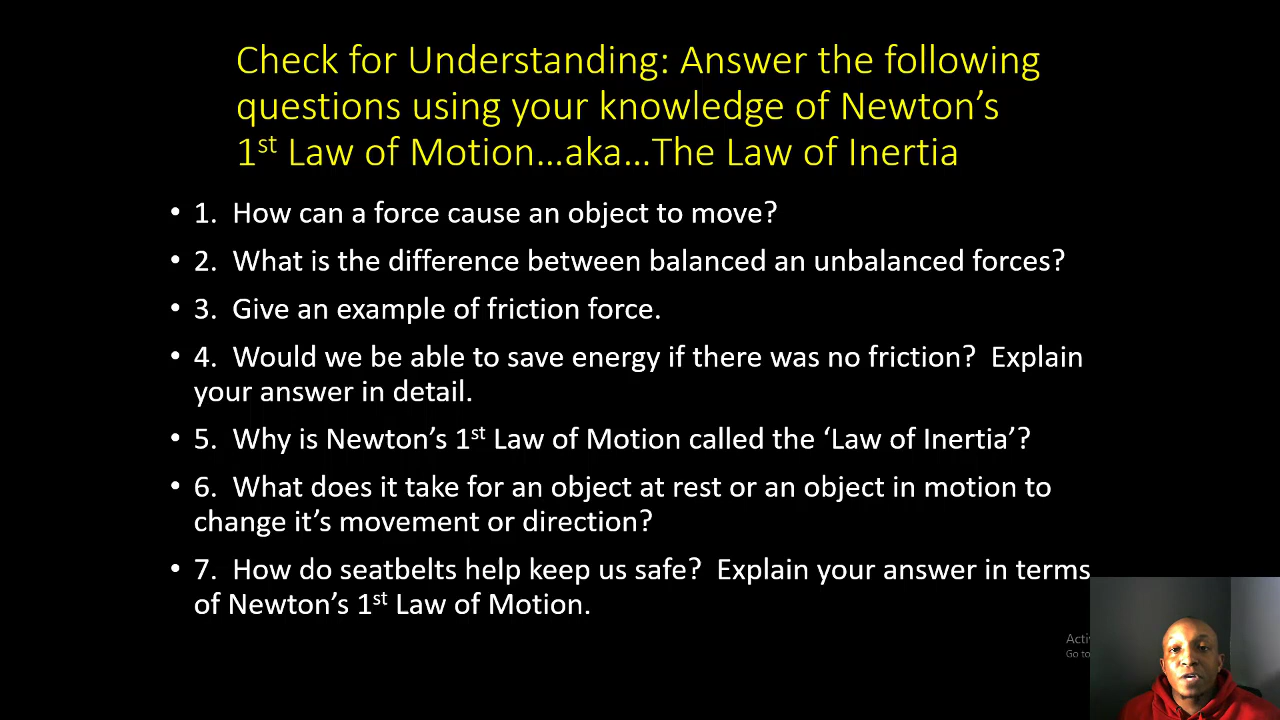 Check for Understanding: Answer the following
questions using your knowledge of Newton’s
1st Law of Motion…aka…The Law of Inertia
• 1. How can a force cause an object to move?
• 2. What is the difference between balanced an unbalanced forces?
• 3. Give an example of friction force.
• 4. Would we be able to save energy if there was no friction? Explain
your answer in detail.
• 5. Why is Newton’s 1st Law of Motion called the ‘Law of Inertia’?
• 6. What does it take for an object at rest or an object in motion to
change it’s movement or direction?
• 7. How do seatbelts help keep us safe? Explain your answer in terms
of Newton’s 1st Law of Motion.
Go to